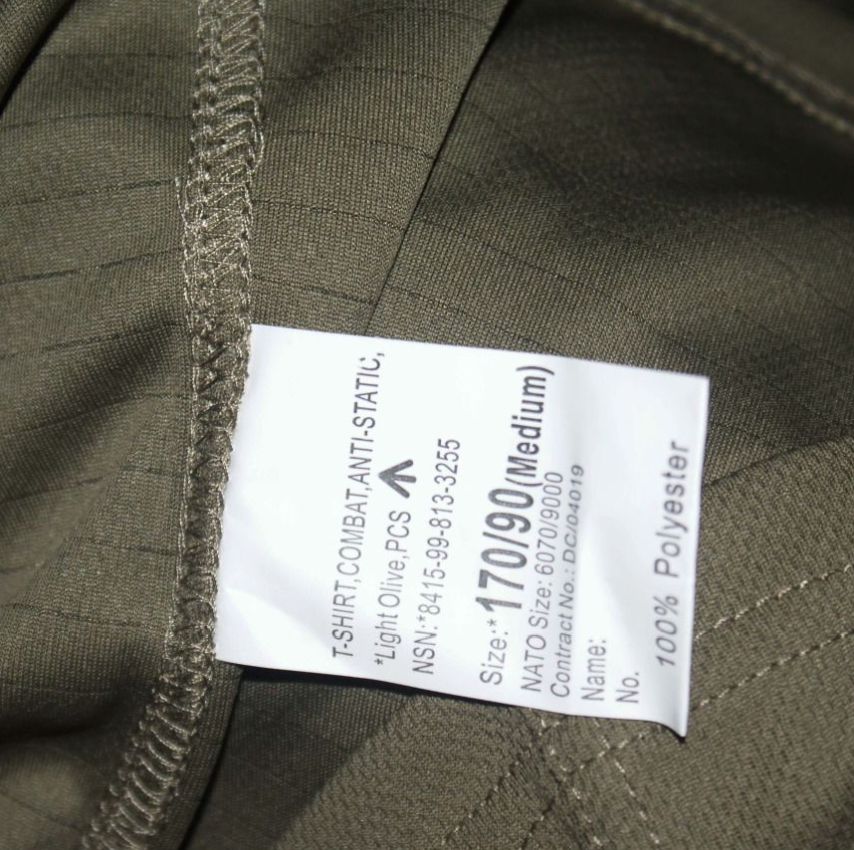 T-SHIRT,COMBAT,ANTI-STATIC,
*Light Olive,PCS
NSN:*8415-99-813-3255
Size:*170/90(Medium)
NATO Size: 6070/9000
Contract No.: DC/04019
Name:
No.
100% Polyester